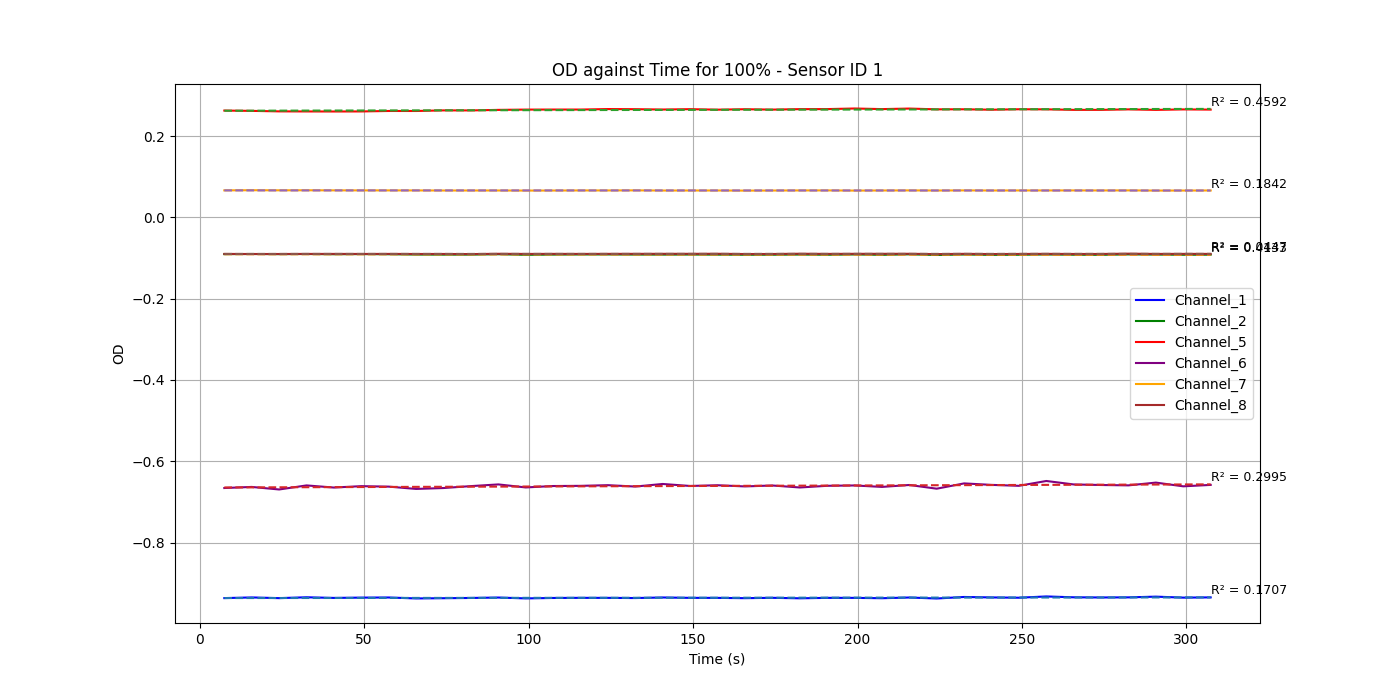 OD against Time for 100% - Sensor ID 1
R² = 0.4592
0.2
R² = 0.1842
0.0
−0.2
Channel_1
Channel_2
OD
Channel_5
Channel_6
−0.4
Channel_7
Channel_8
R² = 0.2995
−0.6
−0.8
R² = 0.1707
0
50
100
150
200
250
300
Time (s)